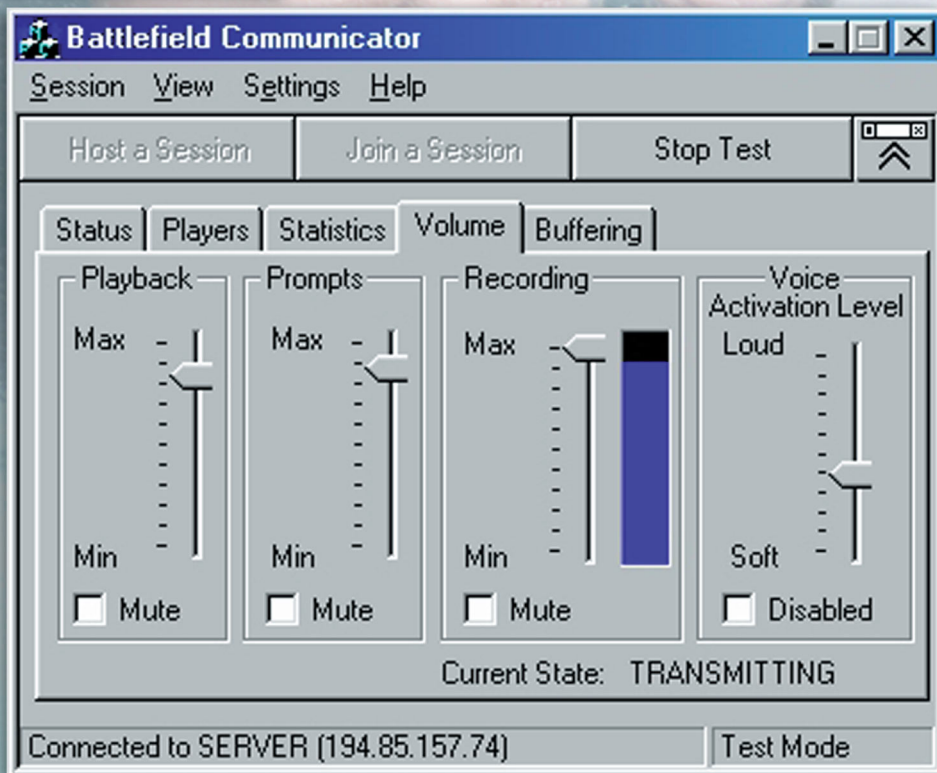 Battlefield Communicator
Session View Settings Help
Host a Session Join a Session Stop Test
Status Players Statistics Volume Buffering
Playback Prompts Recording Voice
Activation Level
Max Max Max Loud
Min Min Min Soft
Mute Mute Mute Disabled
Current State: TRANSMITTING
Connected to SERVER (194.85.157.74) Test Mode